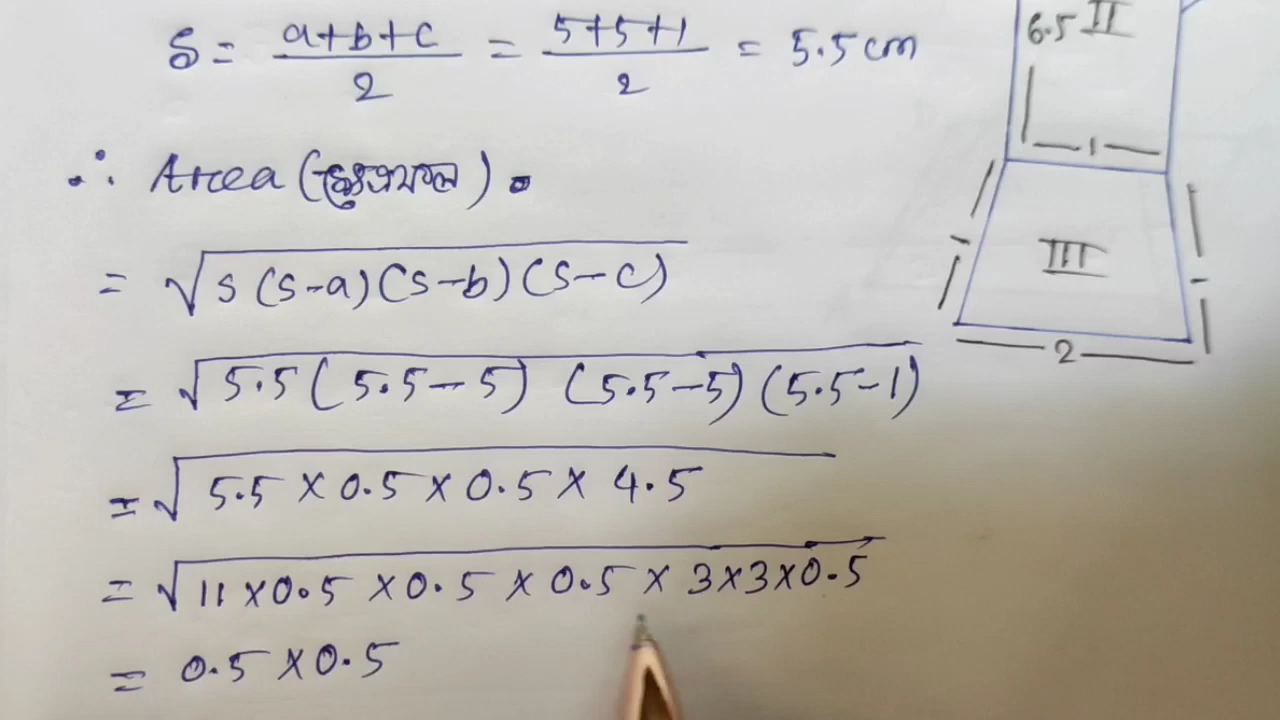 S = a+b+c/2 = 5+5+1/2 = 5.5 cm
∴ Area (ক্ষেত্রফল)
= √s(s-a)(s-b)(s-c)
= √5.5(5.5-5) (5.5-5)(5.5-1)
= √5.5 × 0.5 × 0.5 × 4.5
= √11 × 0.5 × 0.5 × 0.5 × 3 × 3 × 0.5
= 0.5 × 0.5
6.5 II
1
III
1
1
2